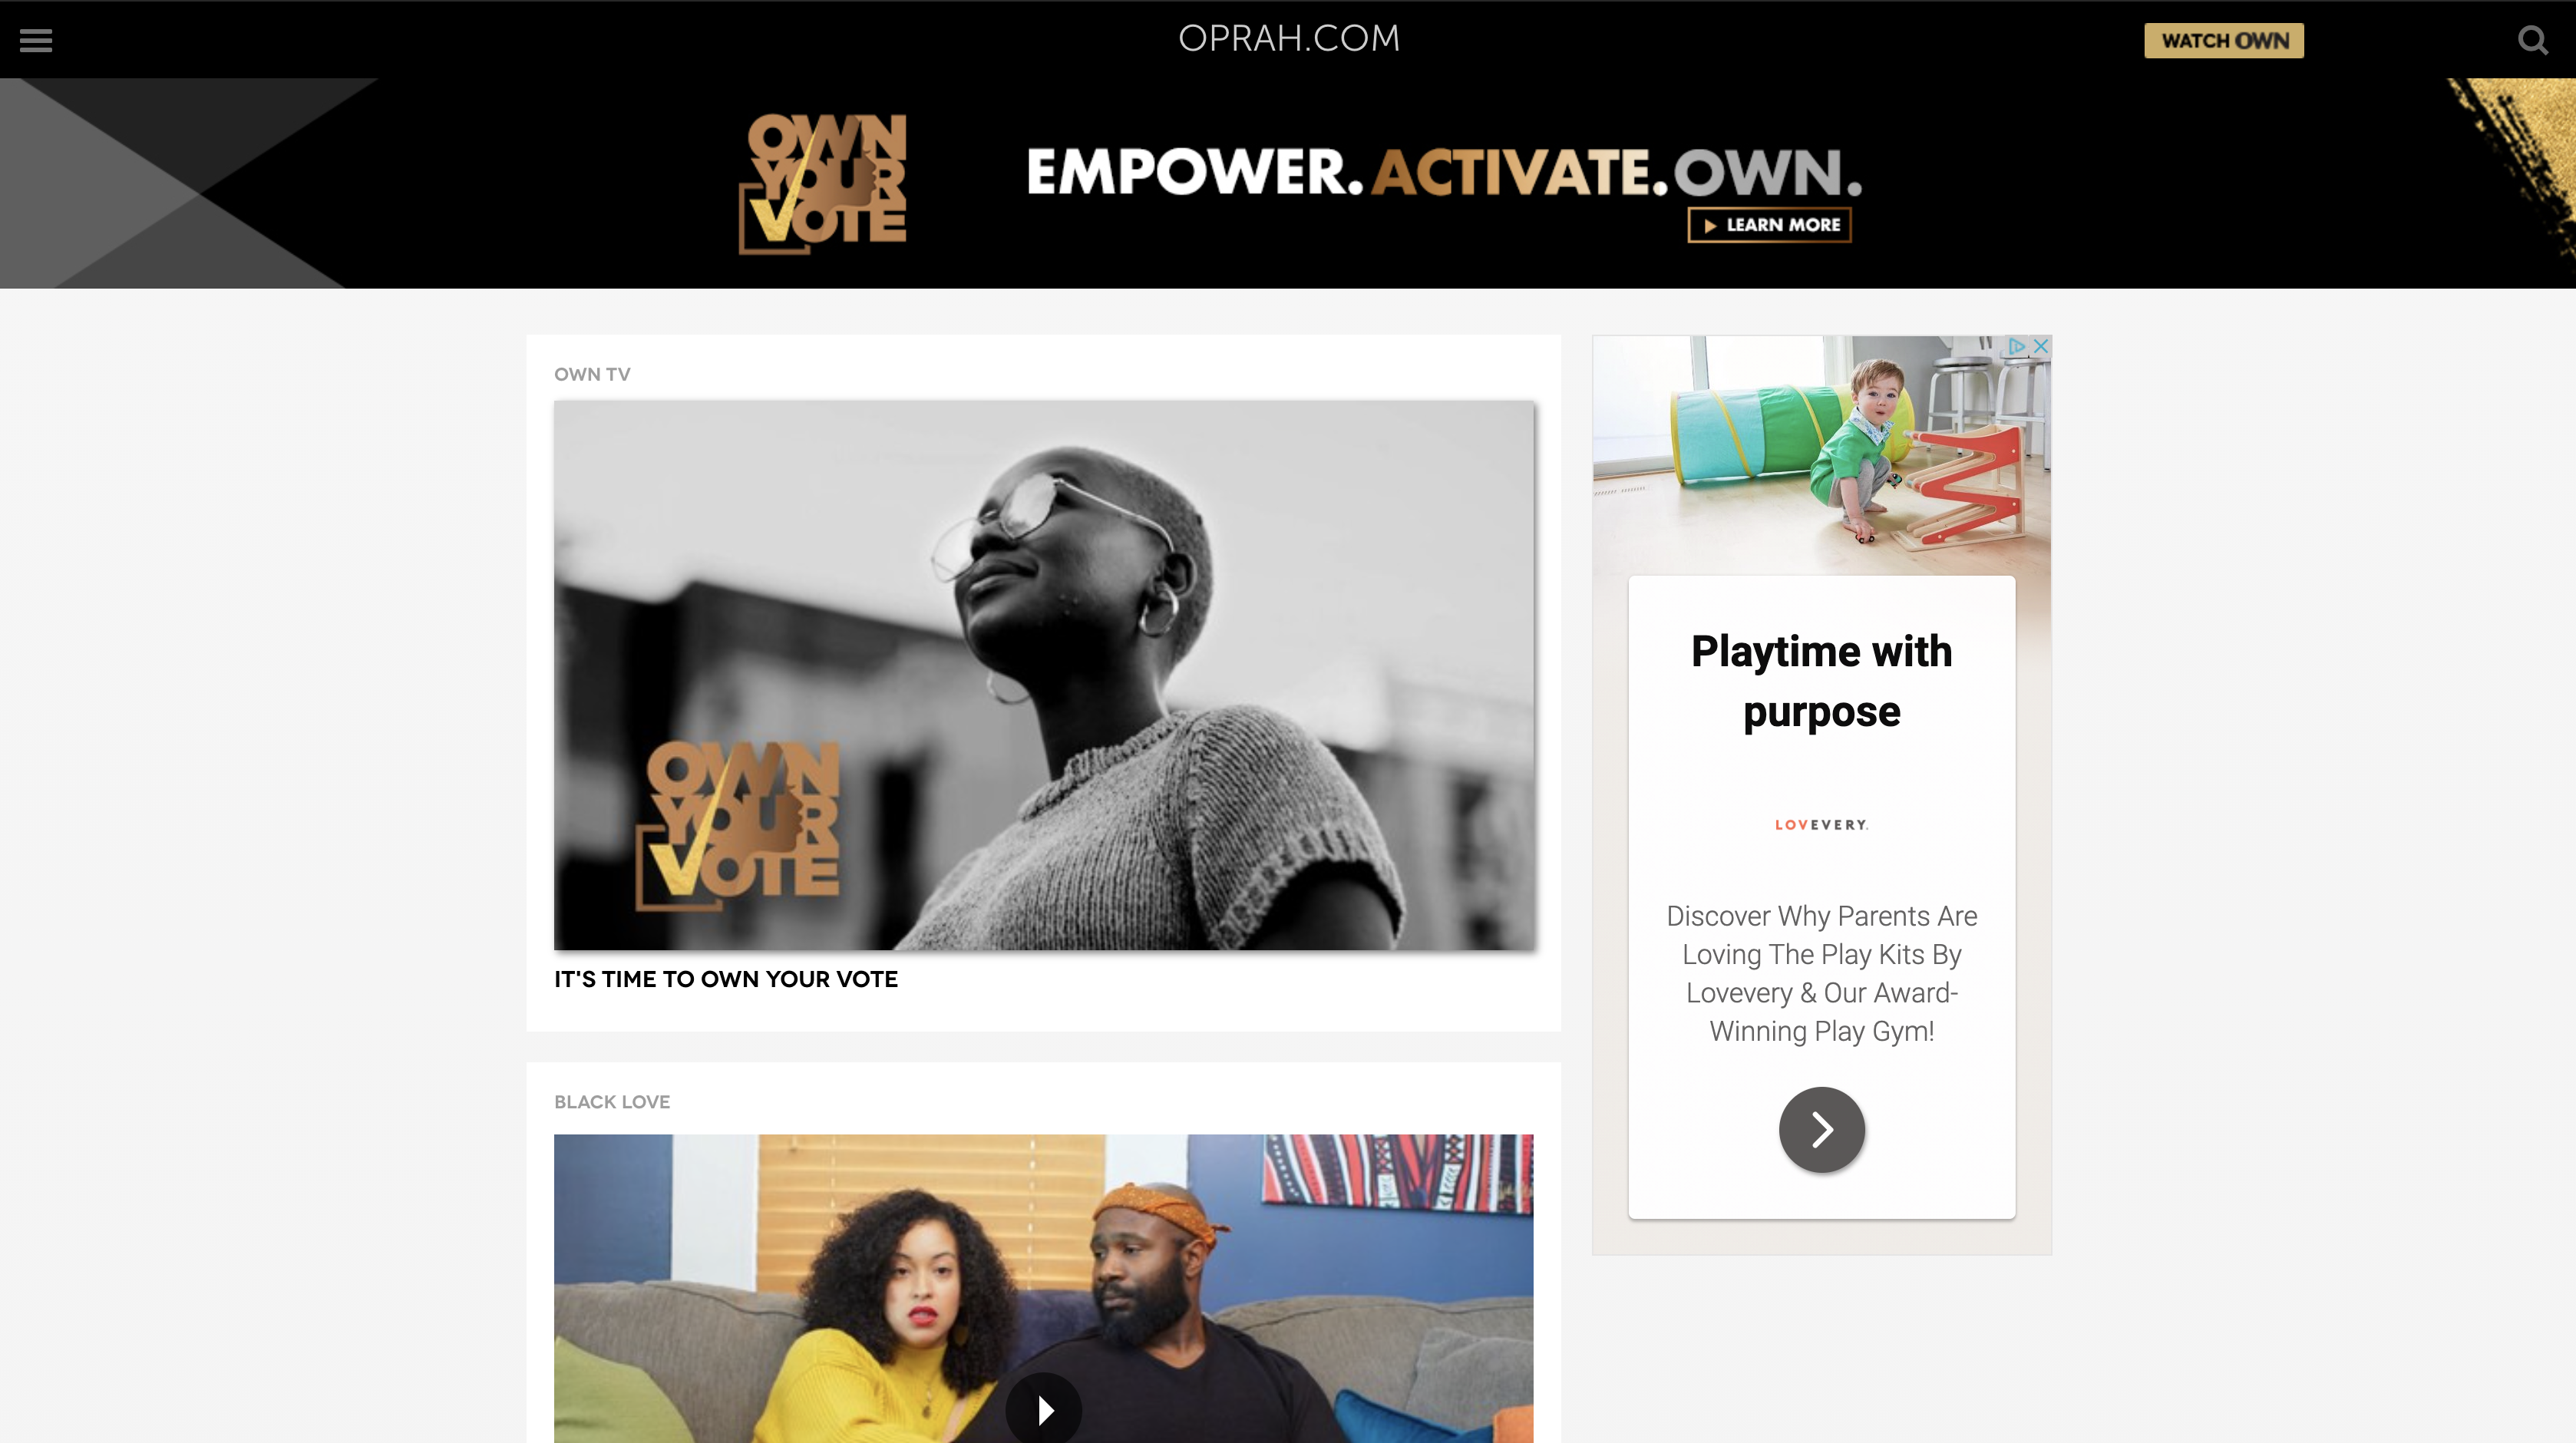 OPRAH.COM
WATCH OWN
OWN
YOUR
VOTE
EMPOWER. ACTIVATE. OWN.
LEARN MORE
OWN TV
OWN
YOUR
VOTE
IT'S TIME TO OWN YOUR VOTE
BLACK LOVE
Playtime with
purpose
LOVEVERY.
Discover Why Parents Are
Loving The Play Kits By
Lovevery & Our Award-
Winning Play Gym!